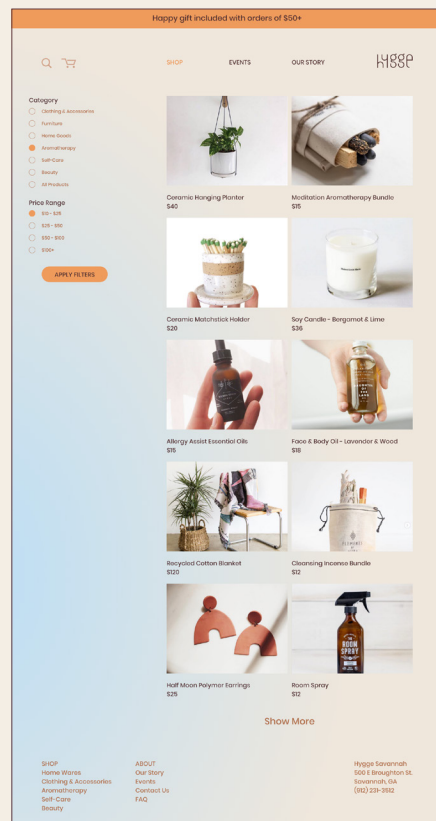 Happy gift included with orders of $50+
SHOP
EVENTS
OUR STORY
hygge
Category
Clothing & Accessories
Furniture
Home Goods
Aromatherapy
Self-Care
Beauty
All Products
Price Range
$10 - $25
$25 - $50
$50 - $100
$100+
APPLY FILTERS
Ceramic Hanging Planter
$40
Meditation Aromatherapy Bundle
$15
Ceramic Matchstick Holder
$20
Soy Candle - Bergamot & Lime
$36
Allergy Assist Essential Oils
$15
Face & Body Oil - Lavender & Wood
$18
Recycled Cotton Blanket
$120
Cleansing Incense Bundle
$12
Half Moon Polymer Earrings
$25
ROOM
SPRAY
Room Spray
$12
Show More
SHOP
Home Wares
Clothing & Accessories
Aromatherapy
Self-Care
Beauty
ABOUT
Our Story
Events
Contact Us
FAQ
Hygge Savannah
500 E Broughton St.
Savannah, GA
(912) 231-3512